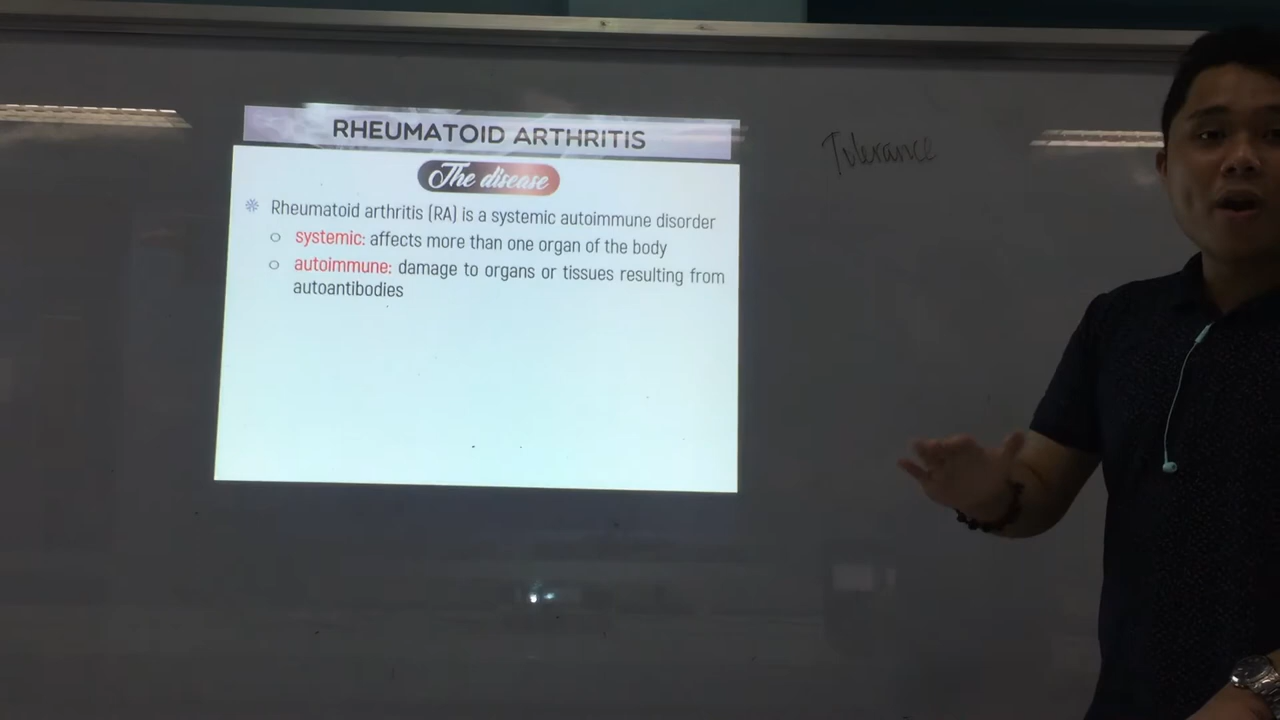 RHEUMATOID ARTHRITIS
The disease
Rheumatoid arthritis (RA) is a systemic autoimmune disorder
systemic: affects more than one organ of the body
autoimmune: damage to organs or tissues resulting from
autoantibodies
Tolerance